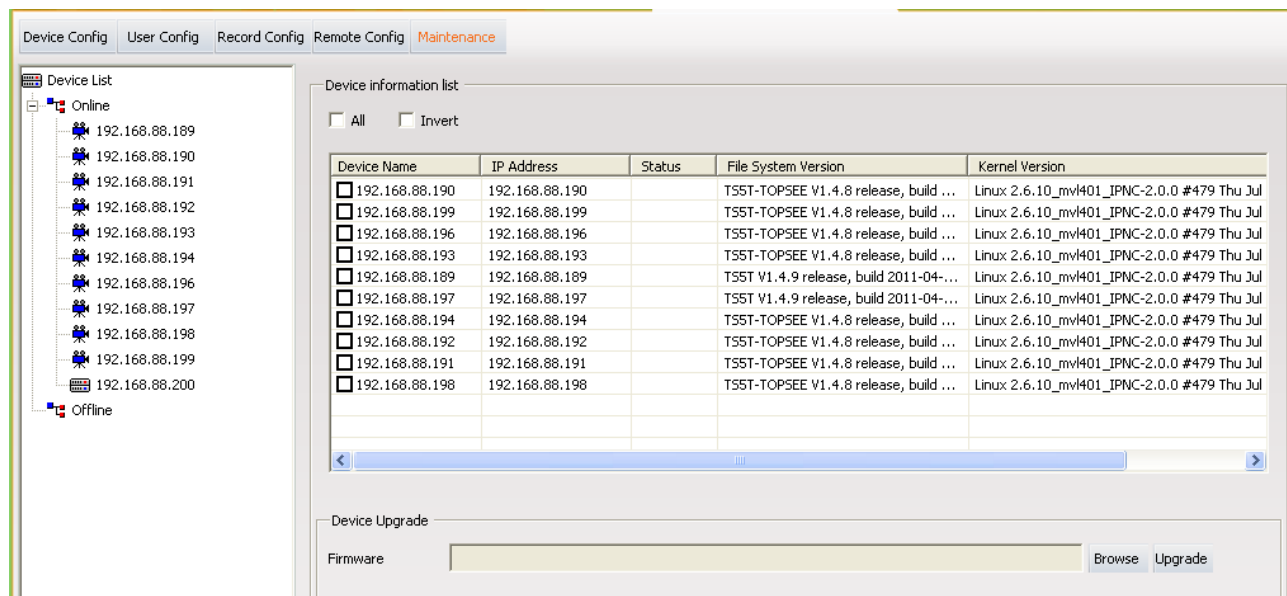 Device Config User Config Record Config Remote Config Maintenance
Device List
Online
192.168.88.189
192.168.88.190
192.168.88.191
192.168.88.192
192.168.88.193
192.168.88.194
192.168.88.196
192.168.88.197
192.168.88.198
192.168.88.199
192.168.88.200
Offline
Device information list
All Invert
Device Name IP Address Status File System Version Kernel Version
192.168.88.190 192.168.88.190 TS5T-TOPSEE V1.4.8 release, build ... Linux 2.6.10_mvl401_IPNC-2.0.0 #479 Thu Jul
192.168.88.199 192.168.88.199 TS5T-TOPSEE V1.4.8 release, build ... Linux 2.6.10_mvl401_IPNC-2.0.0 #479 Thu Jul
192.168.88.196 192.168.88.196 TS5T-TOPSEE V1.4.8 release, build ... Linux 2.6.10_mvl401_IPNC-2.0.0 #479 Thu Jul
192.168.88.193 192.168.88.193 TS5T-TOPSEE V1.4.8 release, build ... Linux 2.6.10_mvl401_IPNC-2.0.0 #479 Thu Jul
192.168.88.189 192.168.88.189 TS5T V1.4.9 release, build 2011-04-... Linux 2.6.10_mvl401_IPNC-2.0.0 #479 Thu Jul
192.168.88.197 192.168.88.197 TS5T V1.4.9 release, build 2011-04-... Linux 2.6.10_mvl401_IPNC-2.0.0 #479 Thu Jul
192.168.88.194 192.168.88.194 TS5T-TOPSEE V1.4.8 release, build ... Linux 2.6.10_mvl401_IPNC-2.0.0 #479 Thu Jul
192.168.88.192 192.168.88.192 TS5T-TOPSEE V1.4.8 release, build ... Linux 2.6.10_mvl401_IPNC-2.0.0 #479 Thu Jul
192.168.88.191 192.168.88.191 TS5T-TOPSEE V1.4.8 release, build ... Linux 2.6.10_mvl401_IPNC-2.0.0 #479 Thu Jul
192.168.88.198 192.168.88.198 TS5T-TOPSEE V1.4.8 release, build ... Linux 2.6.10_mvl401_IPNC-2.0.0 #479 Thu Jul
Device Upgrade
Firmware Browse Upgrade